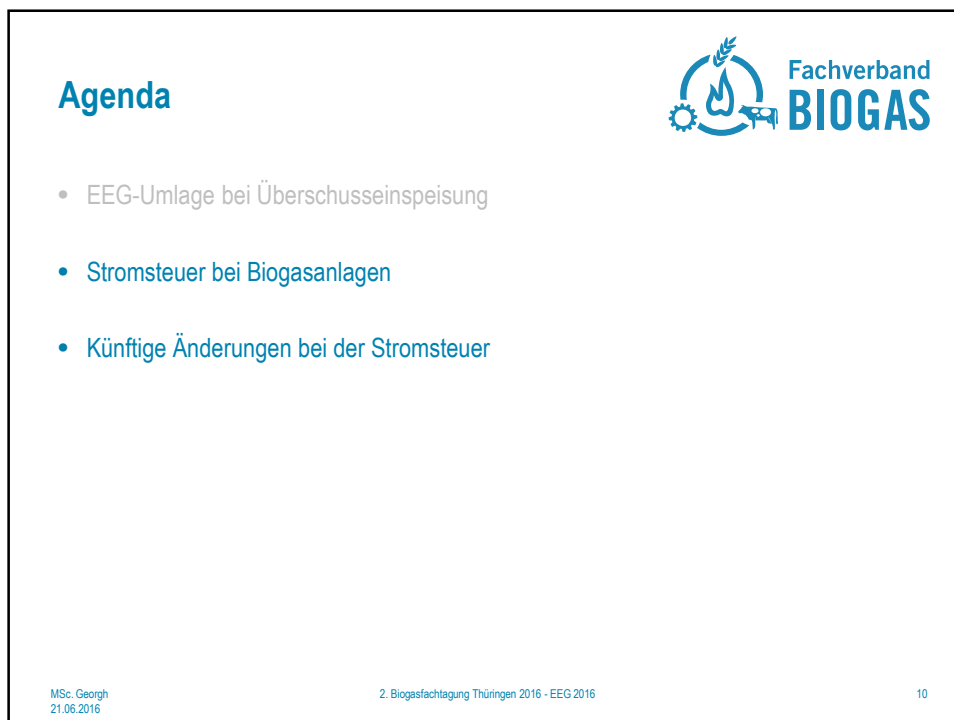 Agenda
Fachverband
BIOGAS
• EEG-Umlage bei Überschusseinspeisung
• Stromsteuer bei Biogasanlagen
• Künftige Änderungen bei der Stromsteuer
MSc. Georgh
21.06.2016
2. Biogasfachtagung Thüringen 2016 - EEG 2016
10